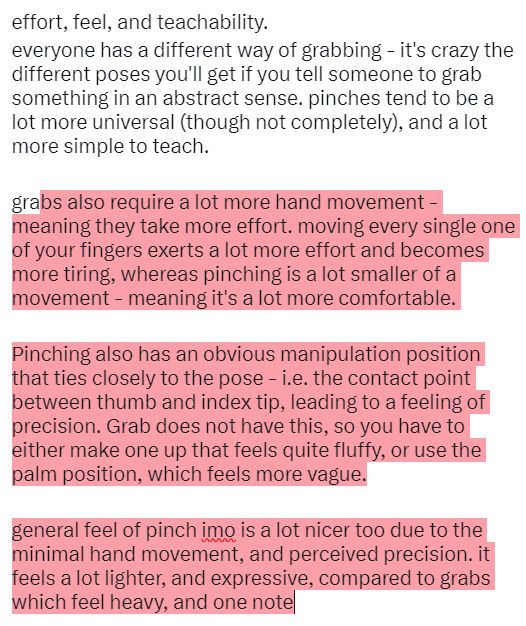 effort, feel, and teachability.
everyone has a different way of grabbing - it's crazy the
different poses you'll get if you tell someone to grab
something in an abstract sense. pinches tend to be a
lot more universal (though not completely), and a lot
more simple to teach.
grabs also require a lot more hand movement -
meaning they take more effort. moving every single one
of your fingers exerts a lot more effort and becomes
more tiring, whereas pinching is a lot smaller of a
movement - meaning it's a lot more comfortable.
Pinching also has an obvious manipulation position
that ties closely to the pose - i.e. the contact point
between thumb and index tip, leading to a feeling of
precision. Grab does not have this, so you have to
either make one up that feels quite fluffy, or use the
palm position, which feels more vague.
general feel of pinch imo is a lot nicer too due to the
minimal hand movement, and perceived precision. it
feels a lot lighter, and expressive, compared to grabs
which feel heavy, and one note